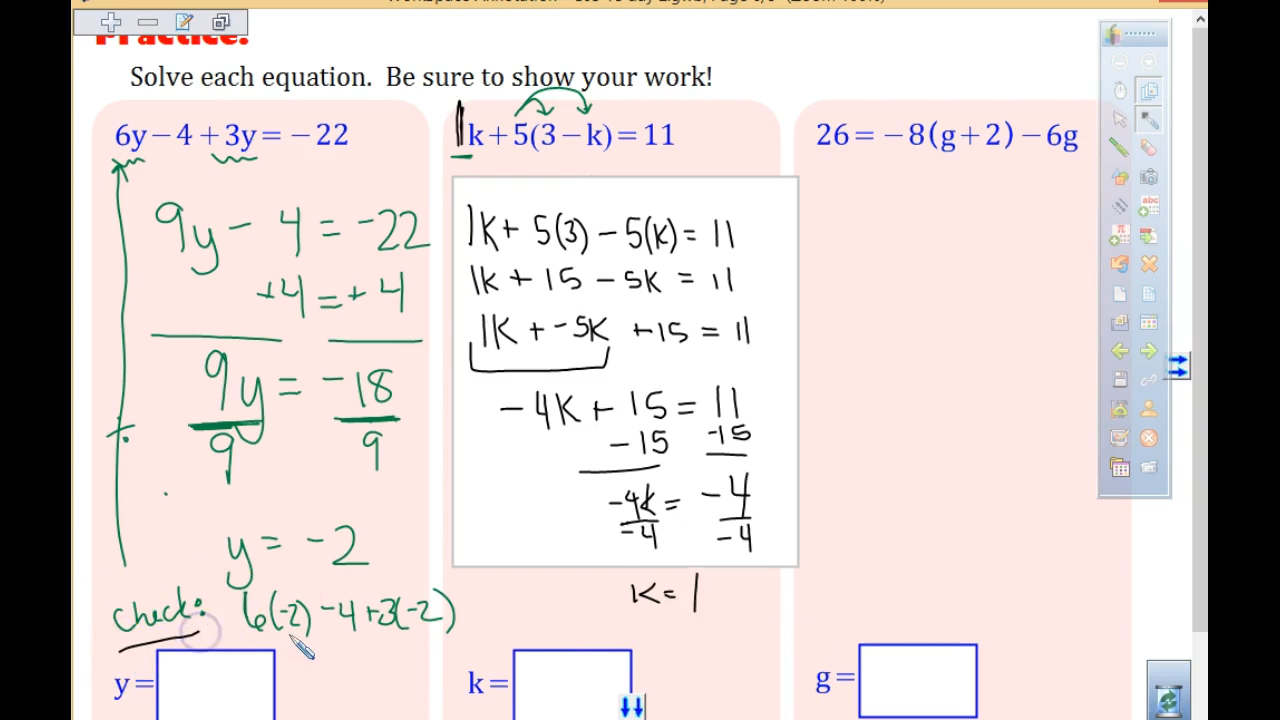 Practice!
Solve each equation. Be sure to show your work!
6y − 4 + 3y = − 22
9y − 4 = -22
+4 = + 4
9y = -18
9 9
y = -2
Check: 6(-2) -4 +3(-2)
y =
1k + 5(3 − k) = 11
1k + 5(3) − 5(k) = 11
1k + 15 − 5k = 11
1k + -5k +15 = 11
-4k + 15 = 11
-15 -15
-4k = -4
-4 -4
k = 1
k =
26 = −8(g + 2) − 6g
g =
abc